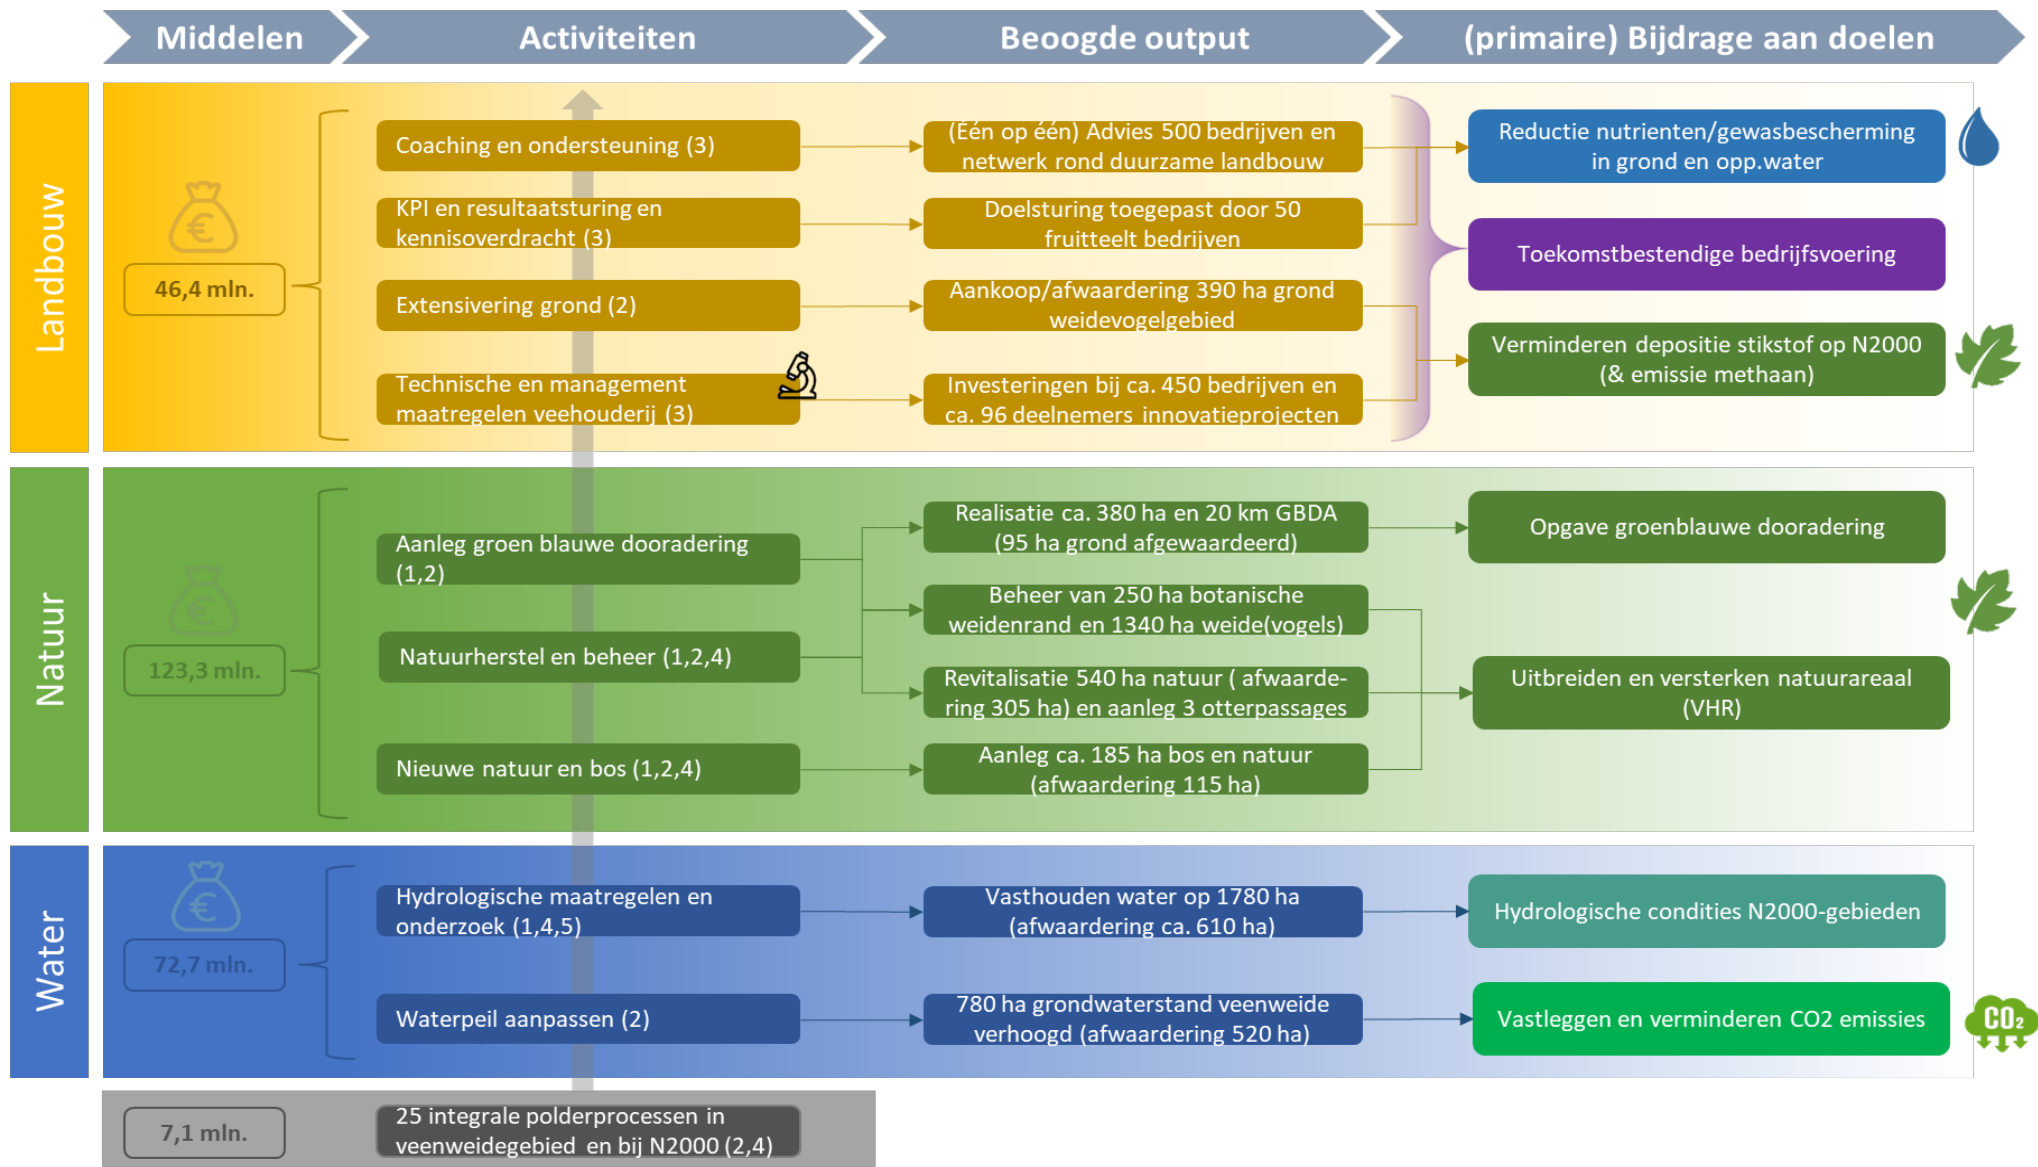 Middelen
Activiteiten
Beoogde output
(primaire) Bijdrage aan doelen
Landbouw
€
46,4 mln.
Coaching en ondersteuning (3)
(Één op één) Advies 500 bedrijven en
netwerk rond duurzame landbouw
Reductie nutrienten/gewasbescherming
in grond en opp.water
KPI en resultaatsturing en
kennisoverdracht (3)
Doelsturing toegepast door 50
fruitteelt bedrijven
Toekomstbestendige bedrijfsvoering
Extensivering grond (2)
Aankoop/afwaardering 390 ha grond
weidevogelgebied
Verminderen depositie stikstof op N2000
(& emissie methaan)
Technische en management
maatregelen veehouderij (3)
Investeringen bij ca. 450 bedrijven en
ca. 96 deelnemers innovatieprojecten
Natuur
€
123,3 mln.
Aanleg groen blauwe dooradering
(1,2)
Realisatie ca. 380 ha en 20 km GBDA
(95 ha grond afgewaardeerd)
Opgave groenblauwe dooradering
Beheer van 250 ha botanische
weidenrand en 1340 ha weide(vogels)
Natuurherstel en beheer (1,2,4)
Revitalisatie 540 ha natuur ( afwaarde-
ring 305 ha) en aanleg 3 otterpassages
Uitbreiden en versterken natuurareaal
(VHR)
Nieuwe natuur en bos (1,2,4)
Aanleg ca. 185 ha bos en natuur
(afwaardering 115 ha)
Water
€
72,7 mln.
Hydrologische maatregelen en
onderzoek (1,4,5)
Vasthouden water op 1780 ha
(afwaardering ca. 610 ha)
Hydrologische condities N2000-gebieden
Waterpeil aanpassen (2)
780 ha grondwaterstand veenweide
verhoogd (afwaardering 520 ha)
Vastleggen en verminderen CO2 emissies
CO₂
7,1 mln.
25 integrale polderprocessen in
veenweidegebied en bij N2000 (2,4)